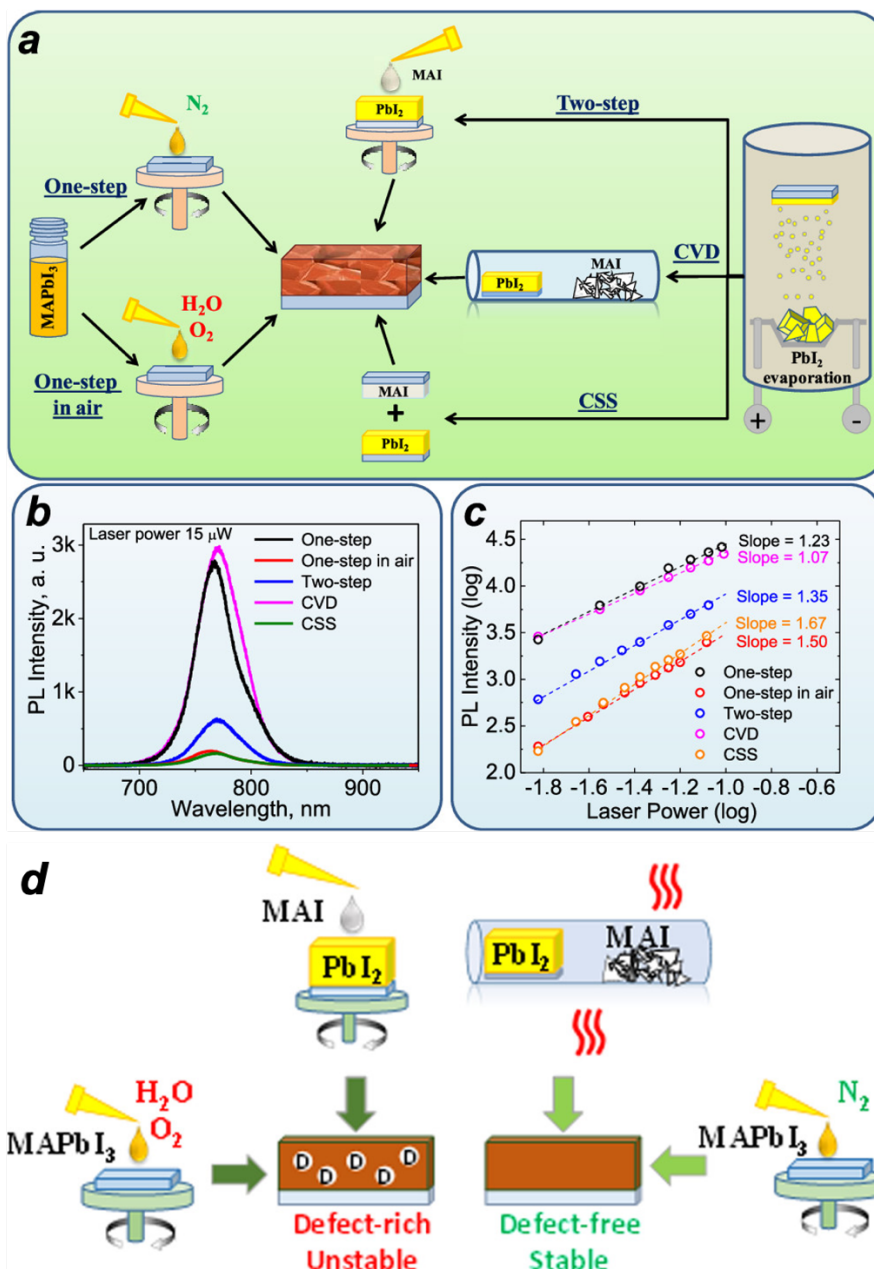 a
MAI
PbI₂
N₂
One-step
MAPbI₃
H₂O
O₂
One-step
in air
Two-step
CVD
MAI
PbI₂
MAI
+
PbI₂
CSS
PbI₂
evaporation
+
-
b
Laser power 15 μW
One-step
One-step in air
Two-step
CVD
CSS
3k
2k
1k
0
PL Intensity, a. u.
700
800
900
Wavelength, nm
c
4.5
4.0
3.5
3.0
2.5
2.0
PL Intensity (log)
Slope = 1.23
Slope = 1.07
Slope = 1.35
Slope = 1.67
Slope = 1.50
One-step
One-step in air
Two-step
CVD
CSS
-1.8 -1.6 -1.4 -1.2 -1.0 -0.8 -0.6
Laser Power (log)
d
MAI
PbI₂
PbI₂
MAI
H₂O
O₂
MAPbI₃
N₂
MAPbI₃
D D D D D
Defect-rich
Unstable
Defect-free
Stable